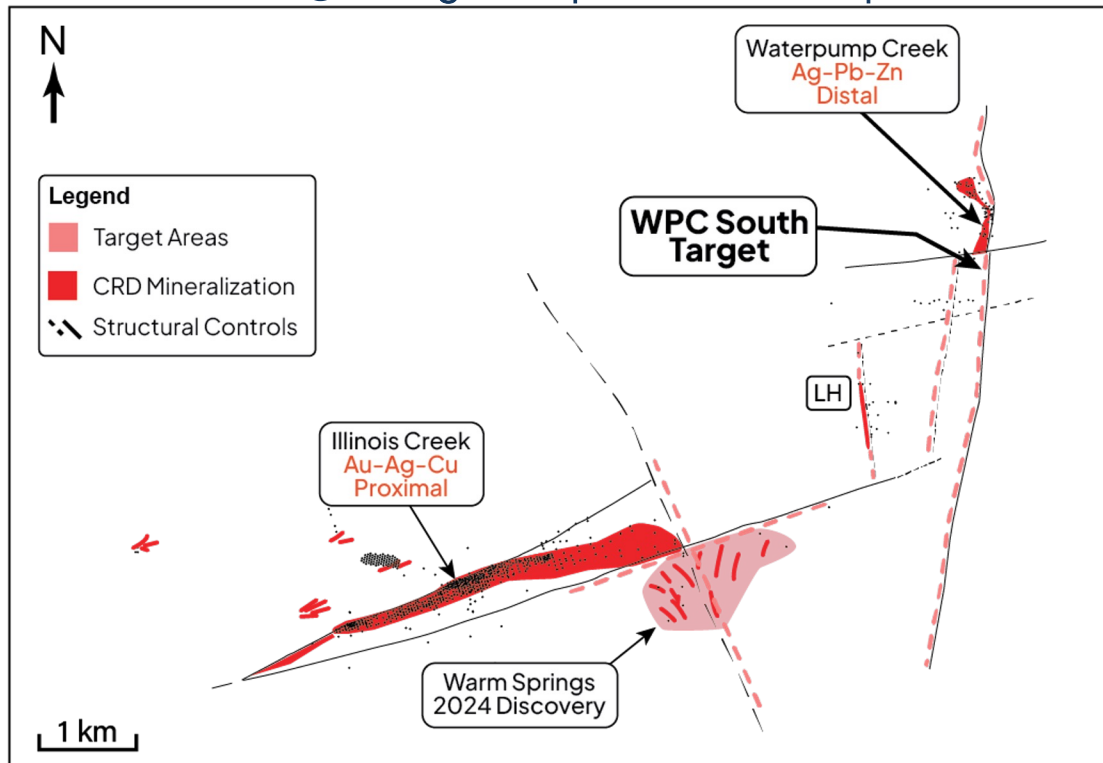 N
Waterpump Creek
Ag-Pb-Zn
Distal
Legend
Target Areas
CRD Mineralization
Structural Controls
WPC South
Target
LH
Illinois Creek
Au-Ag-Cu
Proximal
Warm Springs
2024 Discovery
1 km